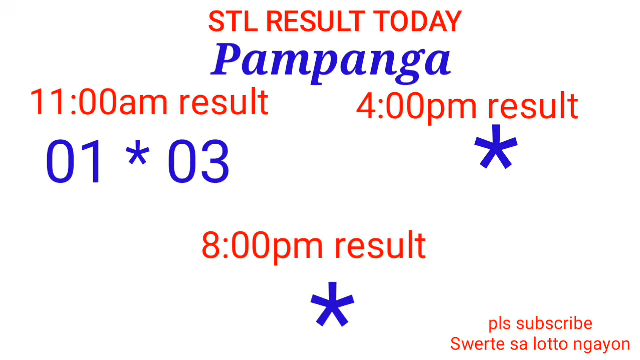 STL RESULT TODAY
Pampanga
11:00am result
01 * 03
4:00pm result
*
8:00pm result
*
pls subscribe
Swerte sa lotto ngayon